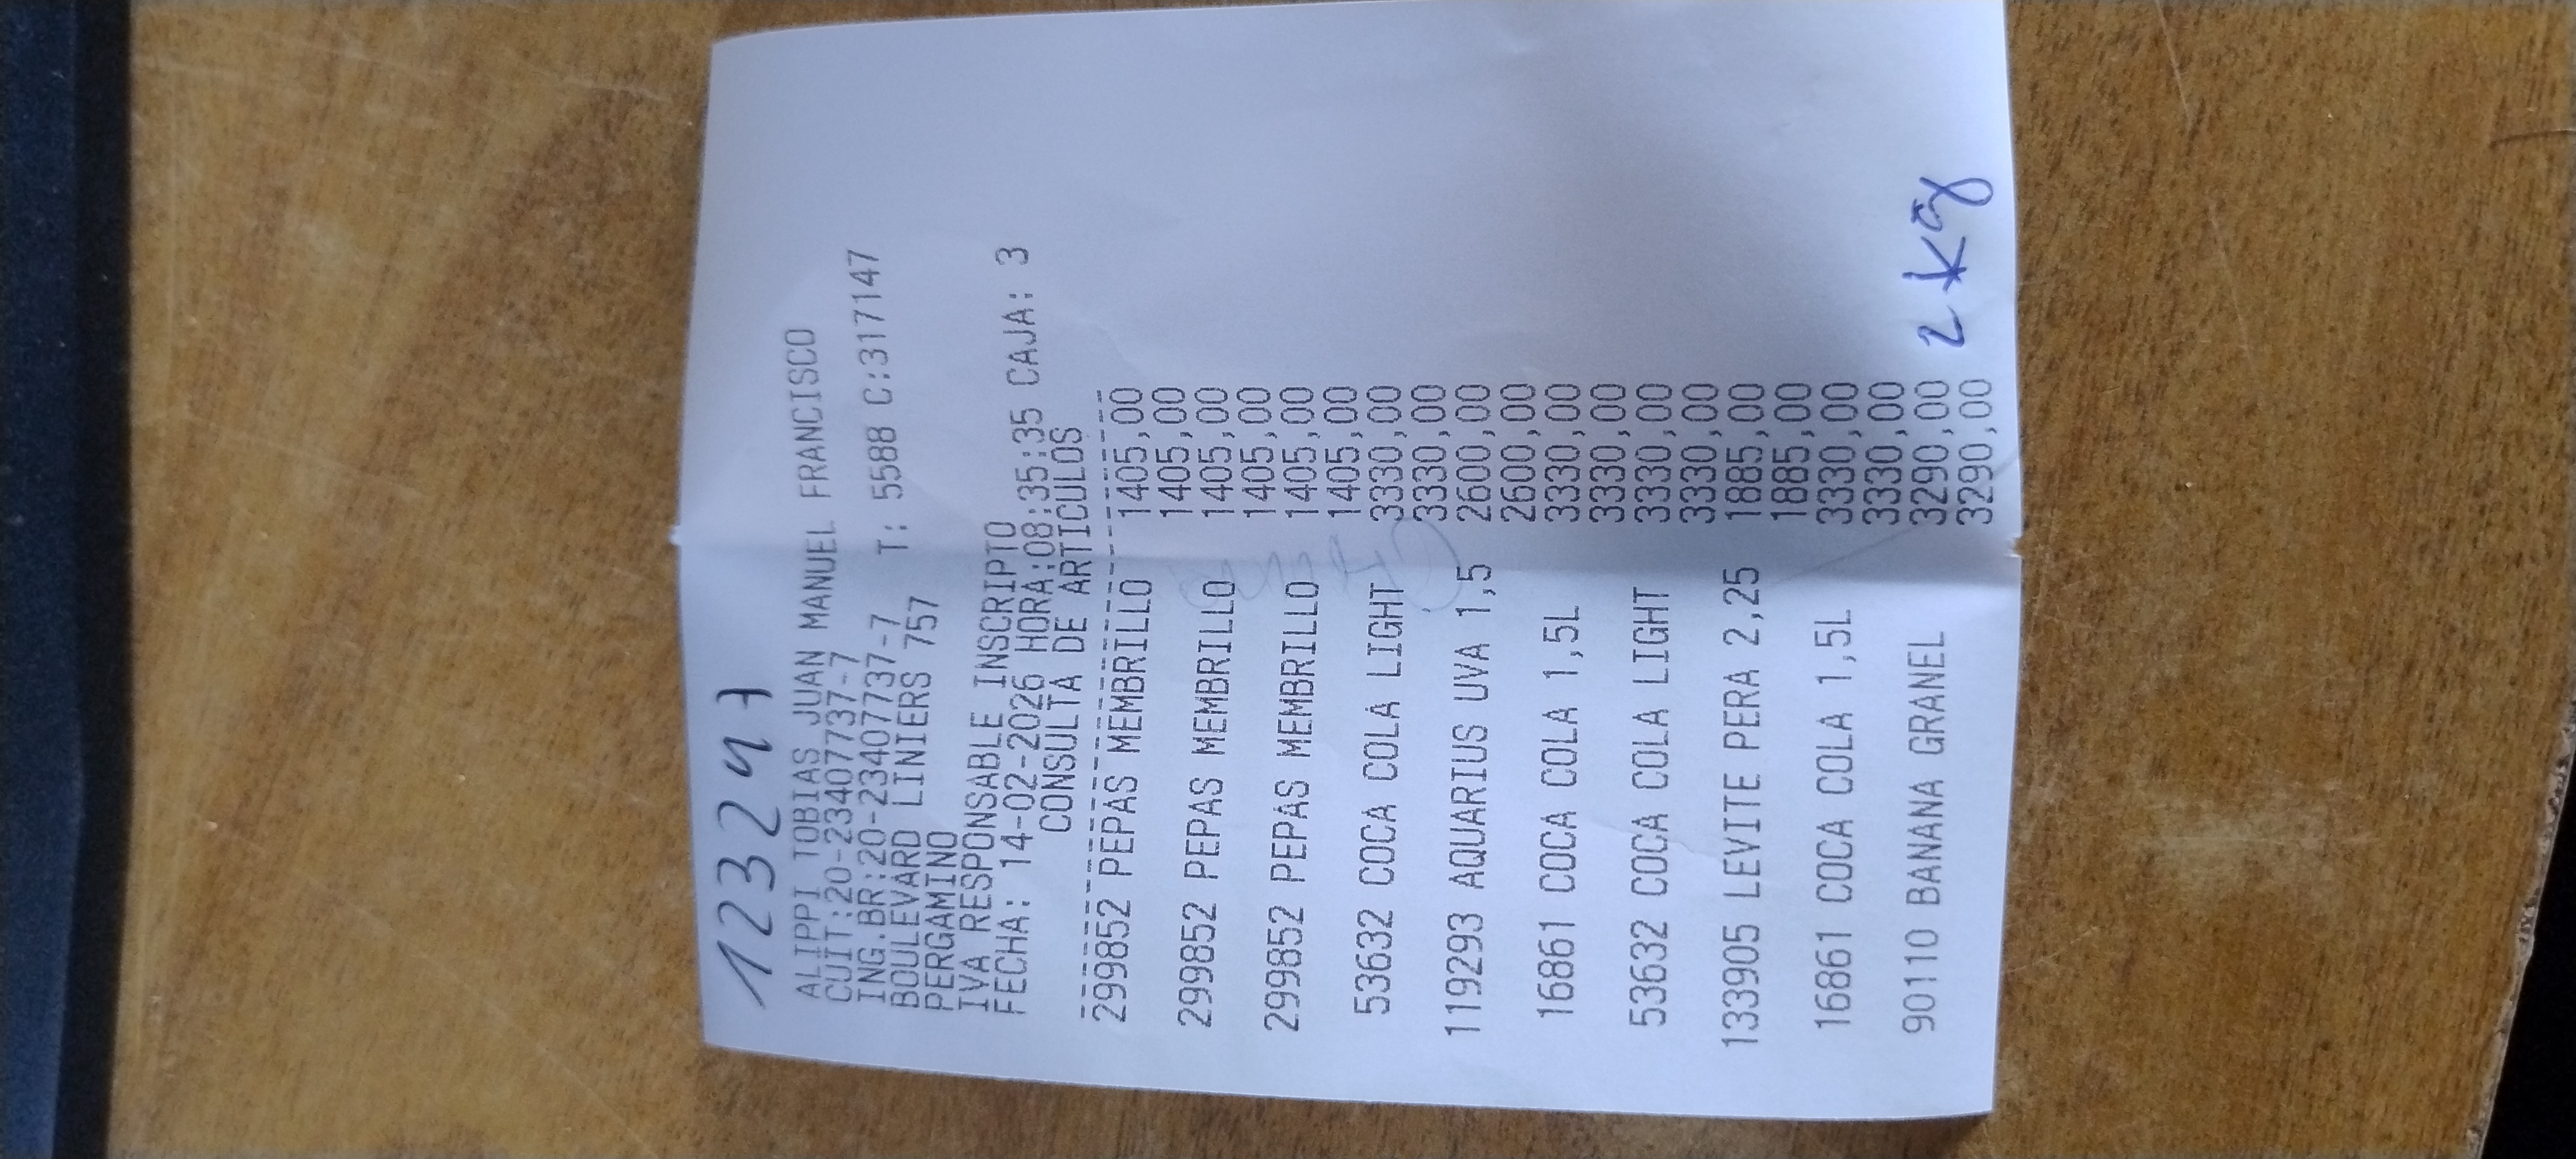 123247
ALIPPI TOBIAS JUAN MANUEL FRANCISCO
CUIT:20-23407737-7
ING.BR:20-23407737-7 T: 5588 C:317147
BOULEVARD LINIERS 757
PERGAMINO
IVA RESPONSABLE INSCRIPTO
FECHA: 14-02-2026 HORA:08:35:35 CAJA: 3
CONSULTA DE ARTICULOS
299852 PEPAS MEMBRILLO 1405,00
1405,00
299852 PEPAS MEMBRILLO 1405,00
1405,00
299852 PEPAS MEMBRILLO 1405,00
1405,00
53632 COCA COLA LIGHT 3330,00
3330,00
119293 AQUARIUS UVA 1,5 2600,00
2600,00
16861 COCA COLA 1,5L 3330,00
3330,00
53632 COCA COLA LIGHT 3330,00
3330,00
133905 LEVITE PERA 2,25 1885,00
1885,00
16861 COCA COLA 1,5L 3330,00
3330,00
90110 BANANA GRANEL 3290,00 2 kg
3290,00